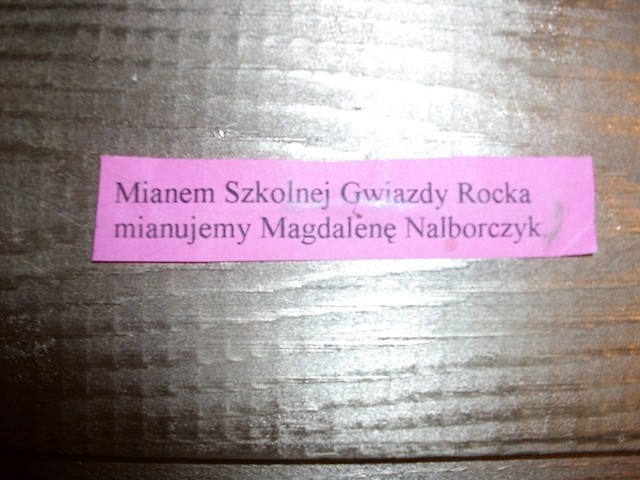 Mianem Szkolnej Gwiazdy Rocka
mianujemy Magdalenę Nalborczyk.